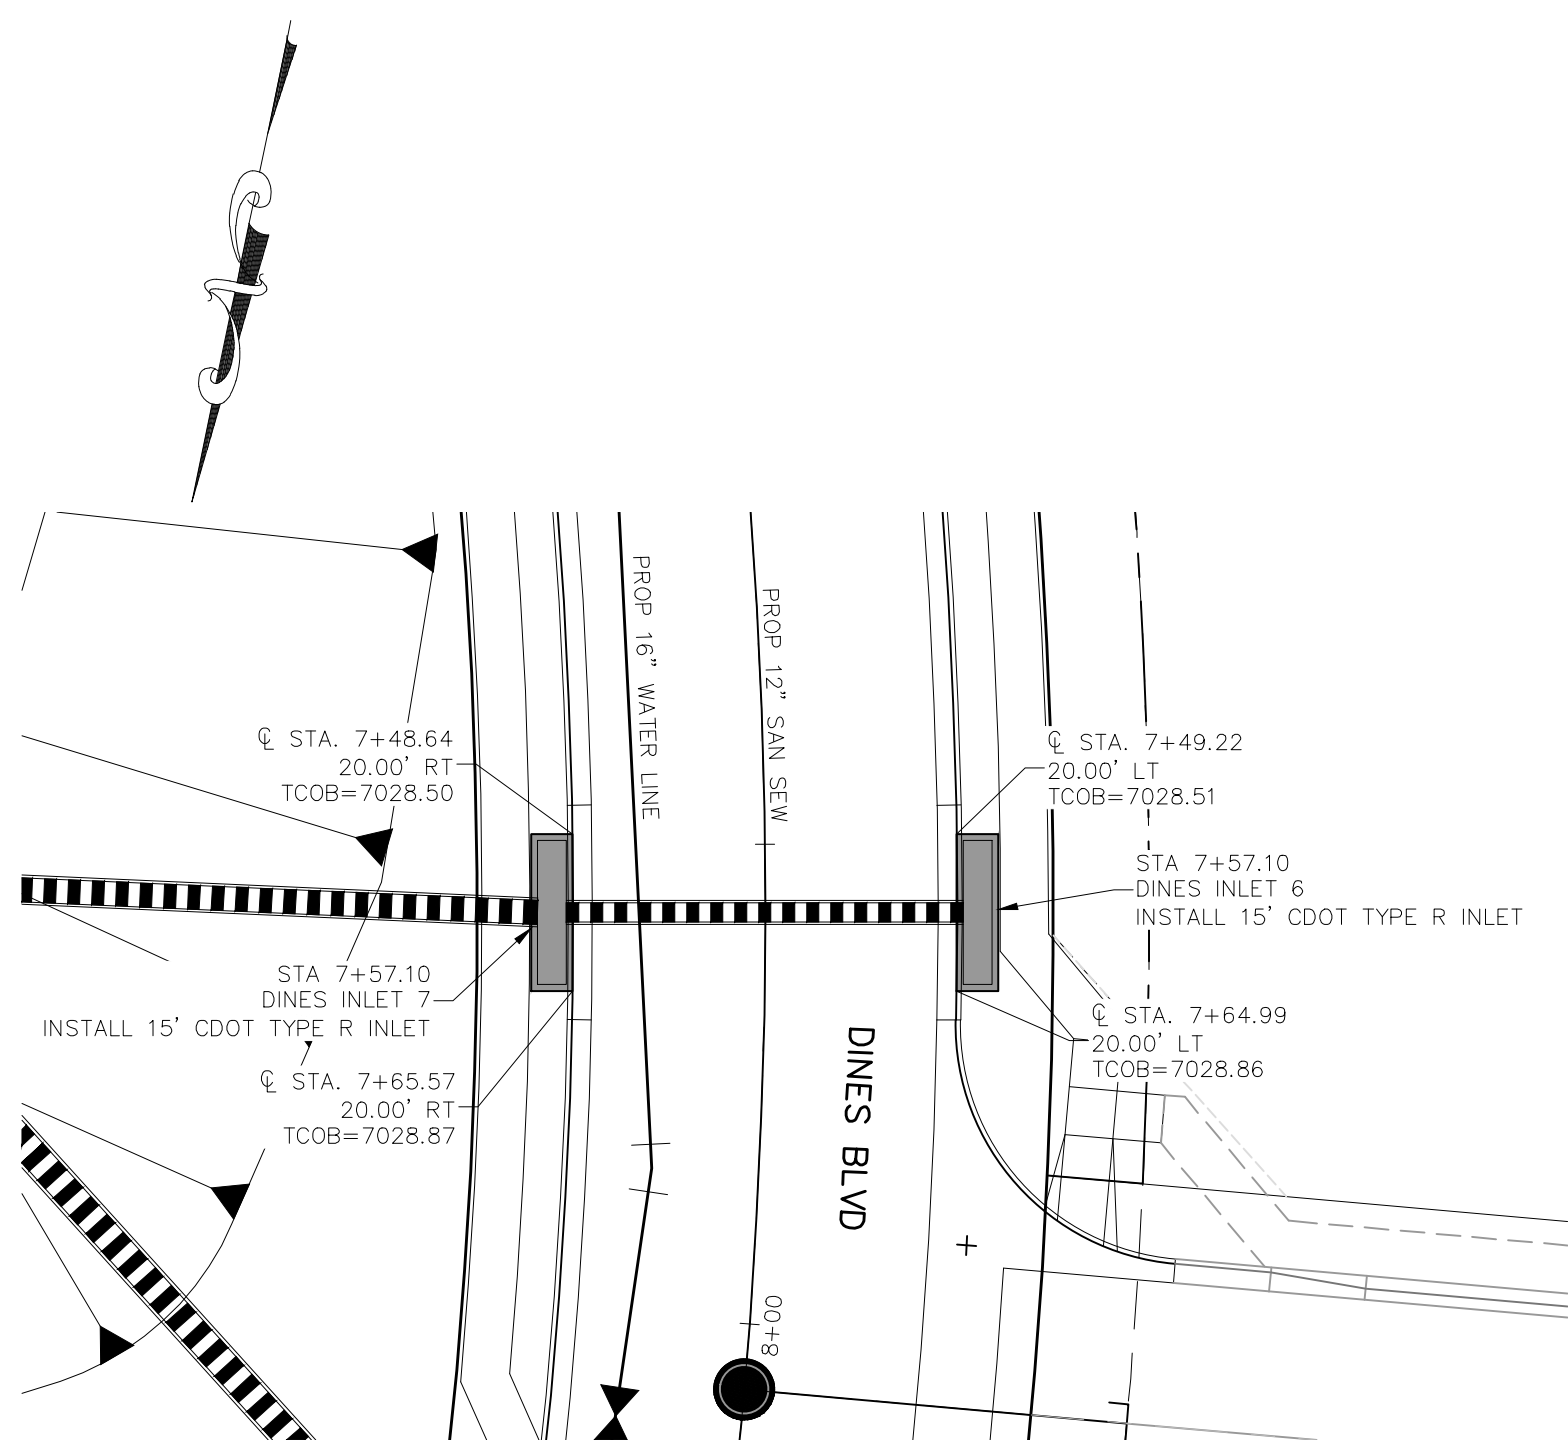 PROP 16" WATER LINE
PROP 12" SAN SEW
℄ STA. 7+48.64
20.00' RT
TCOB=7028.50
℄ STA. 7+49.22
20.00' LT
TCOB=7028.51
STA 7+57.10
DINES INLET 6
INSTALL 15' CDOT TYPE R INLET
STA 7+57.10
DINES INLET 7
INSTALL 15' CDOT TYPE R INLET
℄ STA. 7+64.99
20.00' LT
TCOB=7028.86
℄ STA. 7+65.57
20.00' RT
TCOB=7028.87
DINES BLVD
8+00